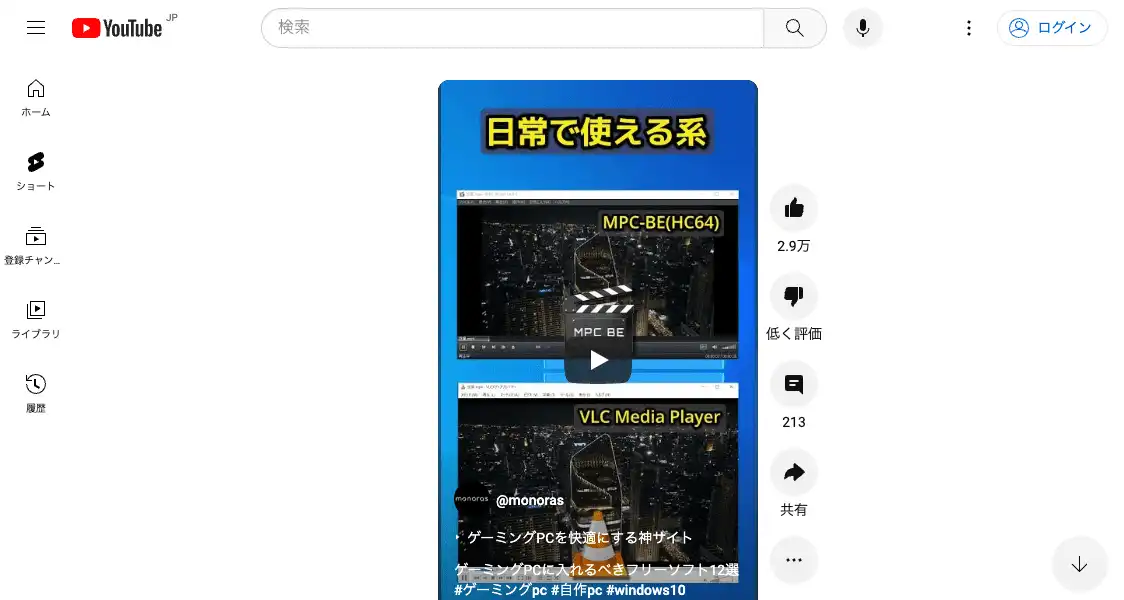 YouTube JP
検索
ログイン
ホーム
ショート
登録チャン...
ライブラリ
履歴
日常で使える系
MPC-BE(HC64)
MPC BE
VLC Media Player
monoras
@monoras
ゲーミングPCを快適にする神サイト
ゲーミングPCに入れるべきフリーソフト12選
#ゲーミングpc #自作pc #windows10
2.9万
低く評価
213
共有